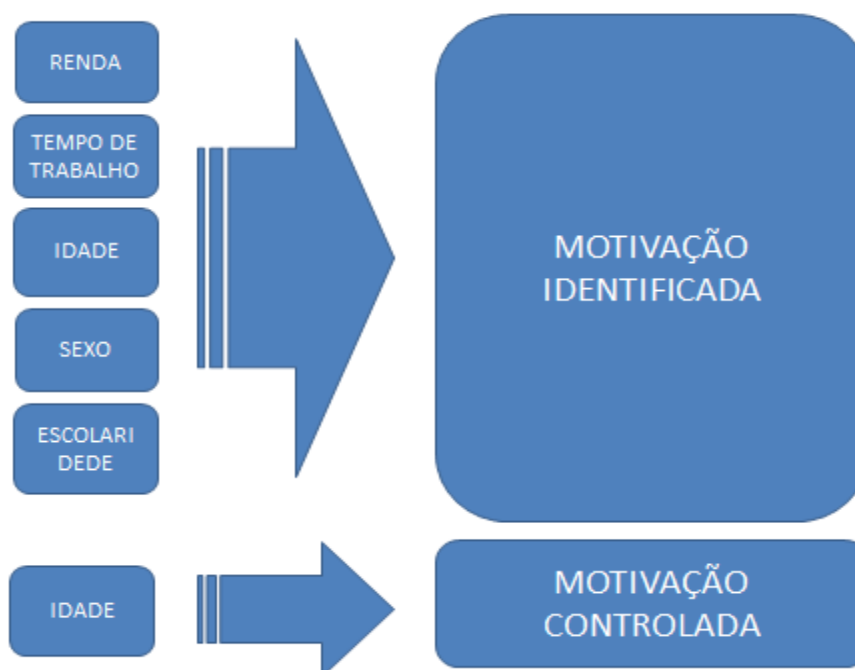 RENDA
TEMPO DE
TRABALHO
IDADE
SEXO
ESCOLARI
DEDE
MOTIVAÇÃO
IDENTIFICADA
IDADE
MOTIVAÇÃO
CONTROLADA